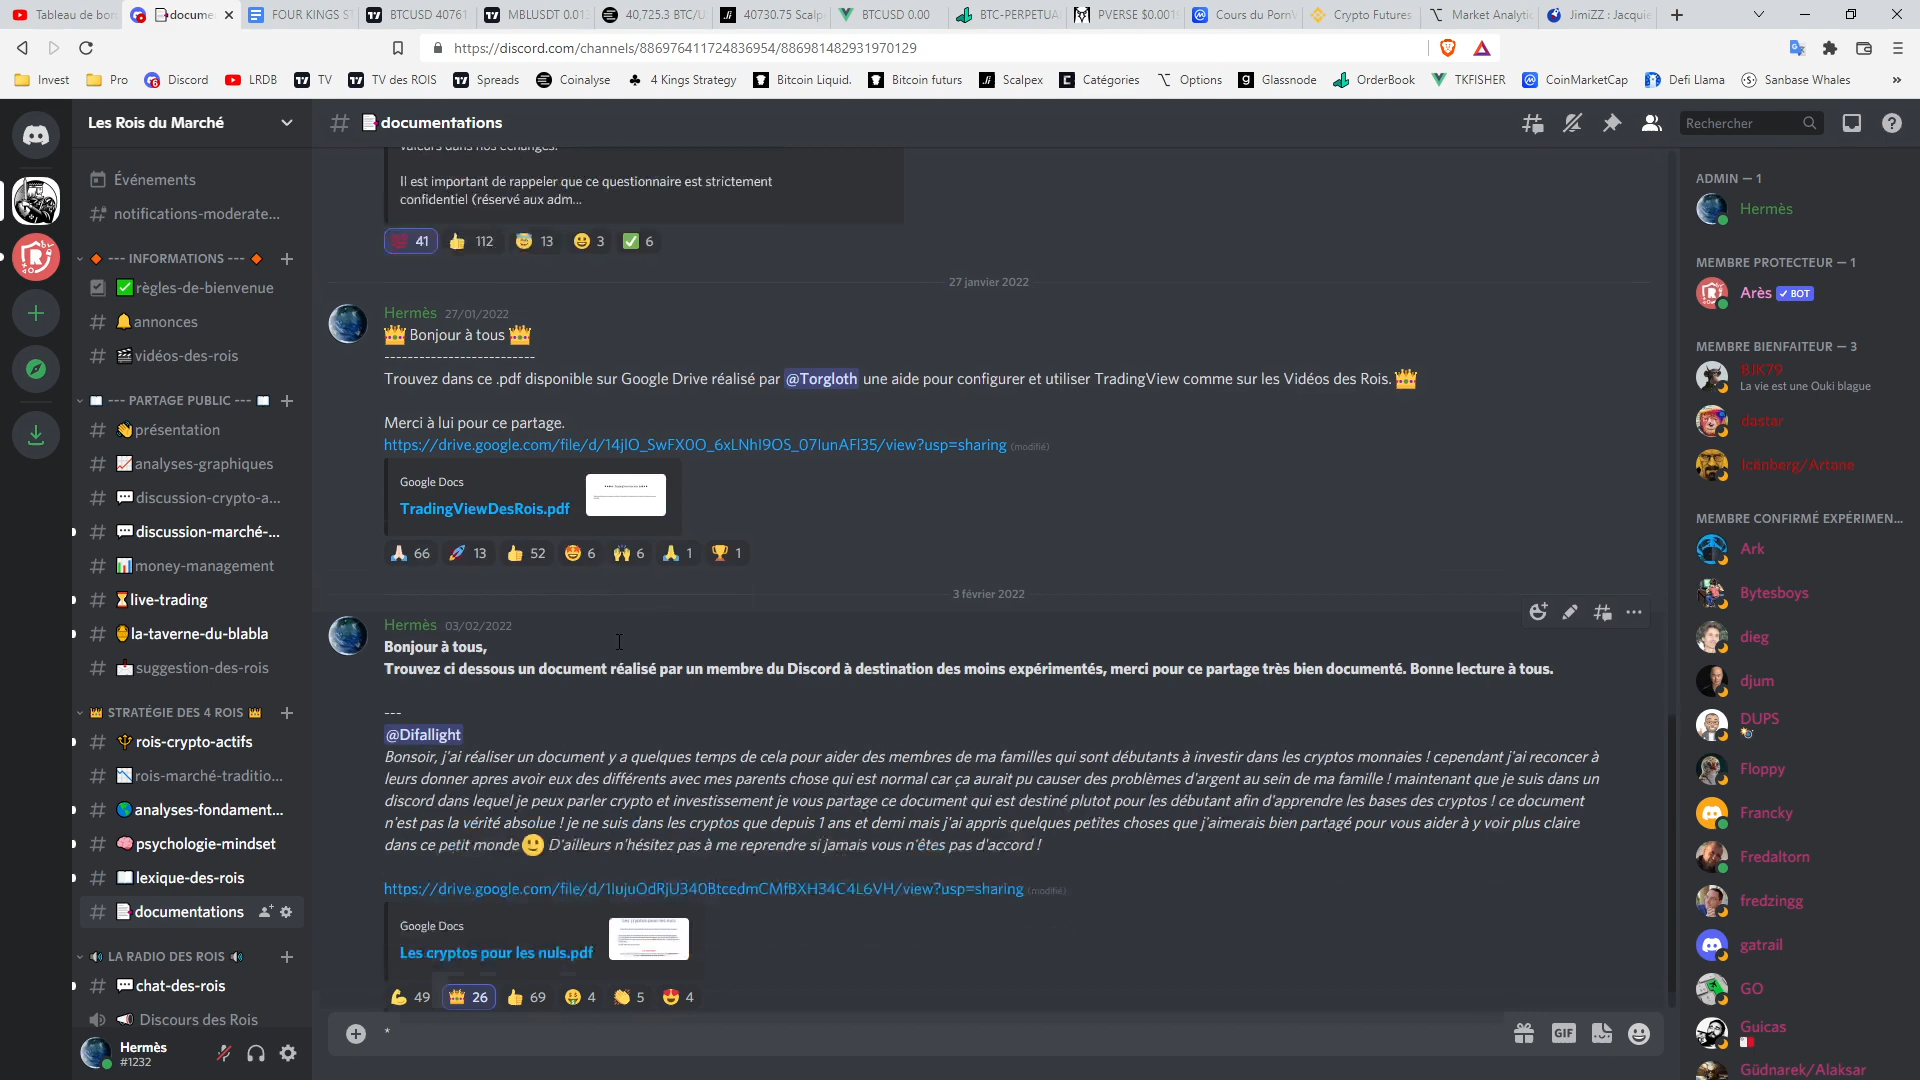 Tableau de bor
docume
FOUR KINGS ST
BTCUSD 40761
MBLUSDT 0.01
40,725.3 BTC/U
40730.75 Scalp
BTCUSD 0.00
BTC-PERPETUA
PVERSE $0.001
Cours du PornV
Crypto Futures
Market Analytic
JimiZZ : Jacquie
https://discord.com/channels/886976411724836954/886981482931970129
Invest
Pro
Discord
LRDB
TV
TV des ROIS
Spreads
Coinalyse
4 Kings Strategy
Bitcoin Liquid.
Bitcoin futurs
Scalpex
Catégories
Options
Glassnode
OrderBook
TKFISHER
CoinMarketCap
Defi Llama
Sanbase Whales
Les Rois du Marché
Événements
notifications-moderate...
--- INFORMATIONS ---
règles-de-bienvenue
annonces
vidéos-des-rois
--- PARTAGE PUBLIC ---
présentation
analyses-graphiques
discussion-crypto-a...
discussion-marché-...
money-management
live-trading
la-taverne-du-blabla
suggestion-des-rois
STRATÉGIE DES 4 ROIS
rois-crypto-actifs
rois-marché-traditio...
analyses-fondament...
psychologie-mindset
lexique-des-rois
documentations
LA RADIO DES ROIS
chat-des-rois
Discours des Rois
Hermès
#1232
documentations
Rechercher
valeurs dans nos échanges.
Il est important de rappeler que ce questionnaire est strictement
confidentiel (réservé aux adm...
41 112 13 3 6
27 janvier 2022
Hermès 27/01/2022
Bonjour à tous
--------------------------
Trouvez dans ce .pdf disponible sur Google Drive réalisé par @Torgloth une aide pour configurer et utiliser TradingView comme sur les Vidéos des Rois.
Merci à lui pour ce partage.
https://drive.google.com/file/d/14jlO_SwFX0O_6xLNhI9OS_07IunAFl35/view?usp=sharing (modifié)
Google Docs
TradingViewDesRois.pdf
66 13 52 6 6 1 1
3 février 2022
Hermès 03/02/2022
Bonjour à tous,
Trouvez ci dessous un document réalisé par un membre du Discord à destination des moins expérimentés, merci pour ce partage très bien documenté. Bonne lecture à tous.
---
@Difallight
Bonsoir, j'ai réaliser un document y a quelques temps de cela pour aider des membres de ma familles qui sont débutants à investir dans les cryptos monnaies ! cependant j'ai reconcer à
leurs donner apres avoir eux des différents avec mes parents chose qui est normal car ça aurait pu causer des problèmes d'argent au sein de ma famille ! maintenant que je suis dans un
discord dans lequel je peux parler crypto et investissement je vous partage ce document qui est destiné plutot pour les débutant afin d'apprendre les bases des cryptos ! ce document
n'est pas la vérité absolue ! je ne suis dans les cryptos que depuis 1 ans et demi mais j'ai appris quelques petites choses que j'aimerais bien partagé pour vous aider à y voir plus claire
dans ce petit monde D'ailleurs n'hésitez pas à me reprendre si jamais vous n'êtes pas d'accord !
https://drive.google.com/file/d/1IujuOdRjU340BtcedmCMfBXH34C4L6VH/view?usp=sharing (modifié)
Google Docs
Les cryptos pour les nuls.pdf
49 26 69 4 5 4
*
GIF
ADMIN — 1
Hermès
MEMBRE PROTECTEUR — 1
Arès BOT
MEMBRE BIENFAITEUR — 3
BJK79
La vie est une Ouki blague
dastar
Icënberg/Artane
MEMBRE CONFIRMÉ EXPÉRIMEN...
Ark
Bytesboys
dieg
djum
DUPS
Floppy
Francky
Fredaltorn
fredzingg
gatrail
GO
Guicas
Güdnarek/Alaksar